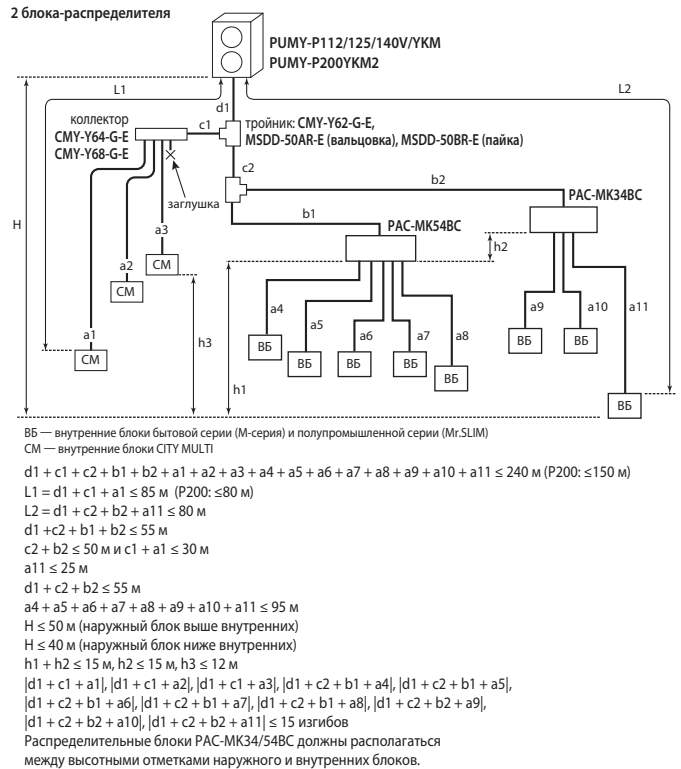 2 блока-распределителя
PUMY-P112/125/140V/YKM
PUMY-P200YKM2
L1
L2
d1
коллектор
CMY-Y64-G-E
CMY-Y68-G-E
c1
тройник: CMY-Y62-G-E,
MSDD-50AR-E (вальцовка), MSDD-50BR-E (пайка)
c2
заглушка
b2
PAC-MK34BC
b1
PAC-MK54BC
H
a3
h2
a2
CM
CM
a4
a5
a6
a7
a8
a9
a10
a11
a1
h3
ВБ
ВБ
ВБ
ВБ
ВБ
ВБ
ВБ
CM
h1
ВБ
ВБ — внутренние блоки бытовой серии (М-серия) и полупромышленной серии (Mr.SLIM)
СМ — внутренние блоки CITY MULTI
d1 + c1 + c2 + b1 + b2 + a1 + a2 + a3 + a4 + a5 + a6 + a7 + a8 + a9 + a10 + a11 ≤ 240 м (P200: ≤150 м)
L1 = d1 + c1 + a1 ≤ 85 м (P200: ≤80 м)
L2 = d1 + c2 + b2 + a11 ≤ 80 м
d1 +c2 + b1 + b2 ≤ 55 м
c2 + b2 ≤ 50 м и c1 + a1 ≤ 30 м
a11 ≤ 25 м
d1 + c2 + b2 ≤ 55 м
a4 + a5 + a6 + a7 + a8 + a9 + a10 + a11 ≤ 95 м
H ≤ 50 м (наружный блок выше внутренних)
H ≤ 40 м (наружный блок ниже внутренних)
h1 + h2 ≤ 15 м, h2 ≤ 15 м, h3 ≤ 12 м
|d1 + c1 + a1|, |d1 + c1 + a2|, |d1 + c1 + a3|, |d1 + c2 + b1 + a4|, |d1 + c2 + b1 + a5|,
|d1 + c2 + b1 + a6|, |d1 + c2 + b1 + a7|, |d1 + c2 + b1 + a8|, |d1 + c2 + b2 + a9|,
|d1 + c2 + b2 + a10|, |d1 + c2 + b2 + a11| ≤ 15 изгибов
Распределительные блоки PAC-MK34/54BC должны располагаться
между высотными отметками наружного и внутренних блоков.